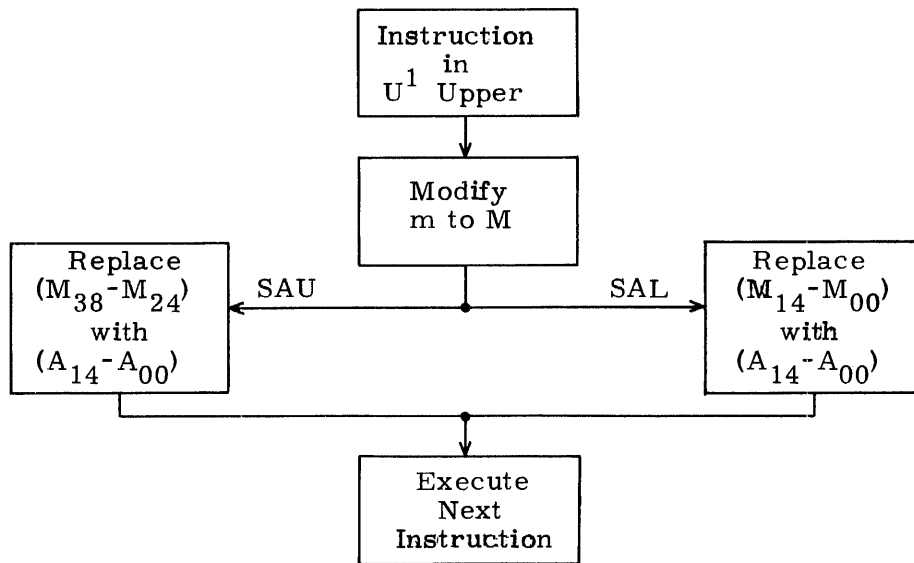 Instruction
in
U¹ Upper
Modify
m to M
Replace
(M₃₈-M₂₄)
with
(A₁₄-A₀₀)
SAU
SAL
Replace
(M₁₄-M₀₀)
with
(A₁₄-A₀₀)
Execute
Next
Instruction